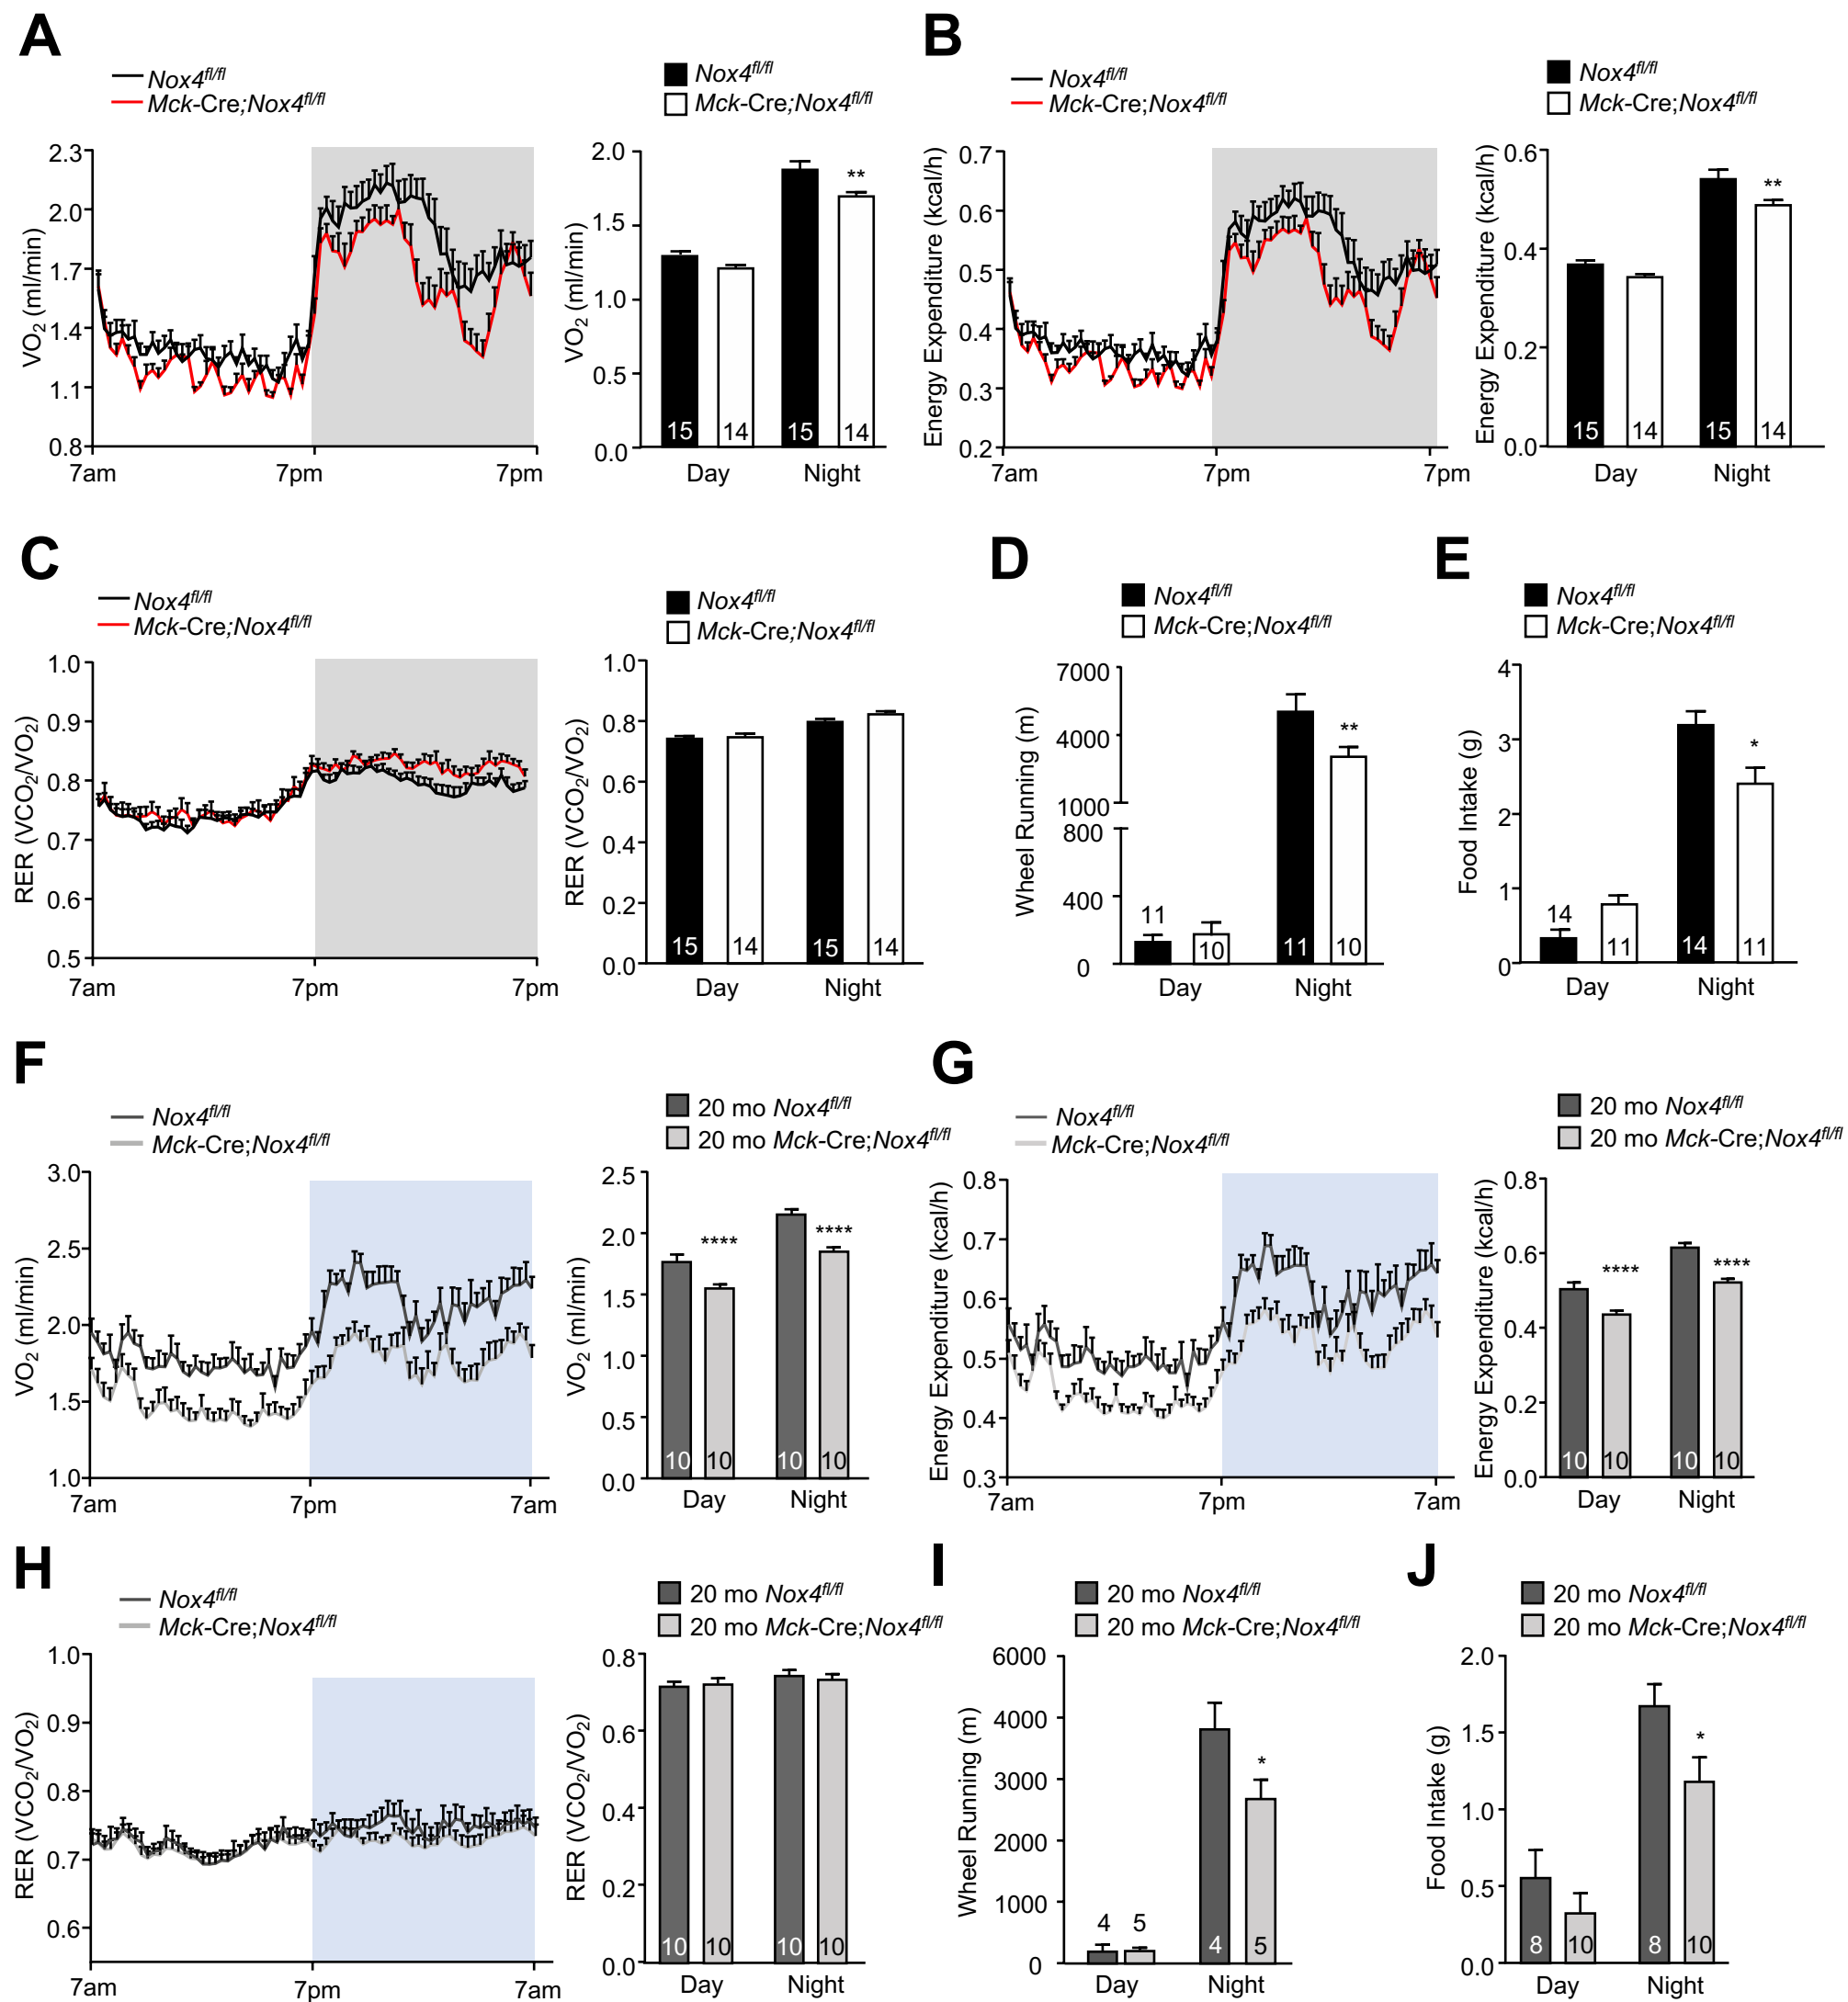 A
Nox4fl/fl
Mck-Cre;Nox4fl/fl
VO2 (ml/min)
2.3
2.0
1.7
1.4
1.1
0.8
7am
7pm
7pm
Nox4fl/fl
Mck-Cre;Nox4fl/fl
VO2 (ml/min)
2.0
1.5
1.0
0.5
0.0
**
15
14
15
14
Day
Night
B
Nox4fl/fl
Mck-Cre;Nox4fl/fl
Energy Expenditure (kcal/h)
0.7
0.6
0.5
0.4
0.3
0.2
7am
7pm
7pm
Nox4fl/fl
Mck-Cre;Nox4fl/fl
Energy Expenditure (kcal/h)
0.6
0.4
0.2
0.0
**
15
14
15
14
Day
Night
C
Nox4fl/fl
Mck-Cre;Nox4fl/fl
RER (VCO2/VO2)
1.0
0.9
0.8
0.7
0.6
0.5
7am
7pm
7pm
Nox4fl/fl
Mck-Cre;Nox4fl/fl
RER (VCO2/VO2)
1.0
0.8
0.6
0.4
0.2
0.0
15
14
15
14
Day
Night
D
Nox4fl/fl
Mck-Cre;Nox4fl/fl
Wheel Running (m)
7000
4000
1000
800
400
0
**
11
10
11
10
Day
Night
E
Nox4fl/fl
Mck-Cre;Nox4fl/fl
Food Intake (g)
4
3
2
1
0
*
14
11
14
11
Day
Night
F
Nox4fl/fl
Mck-Cre;Nox4fl/fl
VO2 (ml/min)
3.0
2.5
2.0
1.5
1.0
7am
7pm
7am
20 mo Nox4fl/fl
20 mo Mck-Cre;Nox4fl/fl
VO2 (ml/min)
2.5
2.0
1.5
1.0
0.5
0.0
****
****
10
10
10
10
Day
Night
G
Nox4fl/fl
Mck-Cre;Nox4fl/fl
Energy Expenditure (kcal/h)
0.8
0.7
0.6
0.5
0.4
0.3
7am
7pm
7am
20 mo Nox4fl/fl
20 mo Mck-Cre;Nox4fl/fl
Energy Expenditure (kcal/h)
0.8
0.6
0.4
0.2
0.0
****
****
10
10
10
10
Day
Night
H
Nox4fl/fl
Mck-Cre;Nox4fl/fl
RER (VCO2/VO2)
1.0
0.9
0.8
0.7
0.6
7am
7pm
7am
20 mo Nox4fl/fl
20 mo Mck-Cre;Nox4fl/fl
RER (VCO2/VO2)
0.8
0.6
0.4
0.2
0.0
10
10
10
10
Day
Night
I
20 mo Nox4fl/fl
20 mo Mck-Cre;Nox4fl/fl
Wheel Running (m)
6000
4000
3000
2000
1000
0
*
4
5
4
5
Day
Night
J
20 mo Nox4fl/fl
20 mo Mck-Cre;Nox4fl/fl
Food Intake (g)
2.0
1.5
1.0
0.5
0.0
*
8
10
8
10
Day
Night